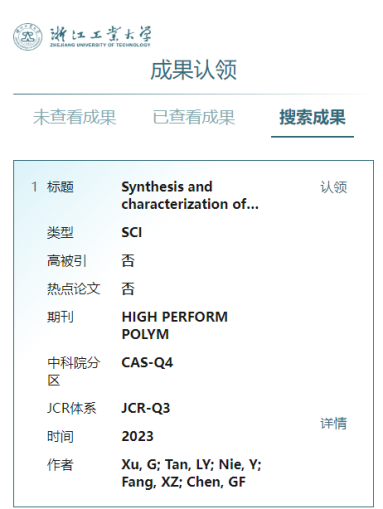 浙江工业大学
ZHEJIANG UNIVERSITY OF TECHNOLOGY
成果认领
未查看成果 已查看成果 搜索成果
1 标题 Synthesis and 认领
characterization of...
类型 SCI
高被引 否
热点论文 否
期刊 HIGH PERFORM
POLYM
中科院分 CAS-Q4
区
JCR体系 JCR-Q3
详情
时间 2023
作者 Xu, G; Tan, LY; Nie, Y;
Fang, XZ; Chen, GF